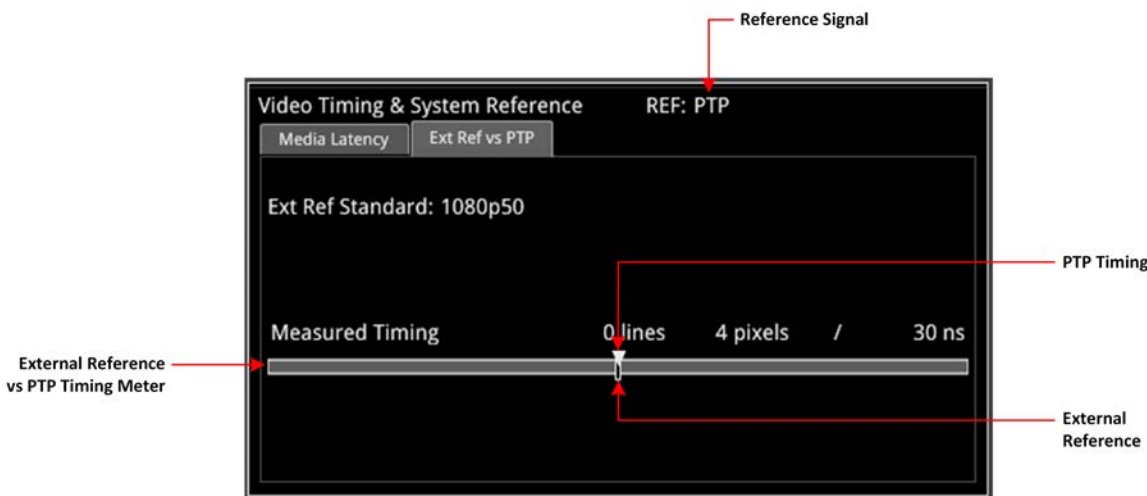 Reference Signal
Video Timing & System Reference REF: PTP
Media Latency Ext Ref vs PTP
Ext Ref Standard: 1080p50
PTP Timing
Measured Timing 0 lines 4 pixels / 30 ns
External Reference
vs PTP Timing Meter
External
Reference